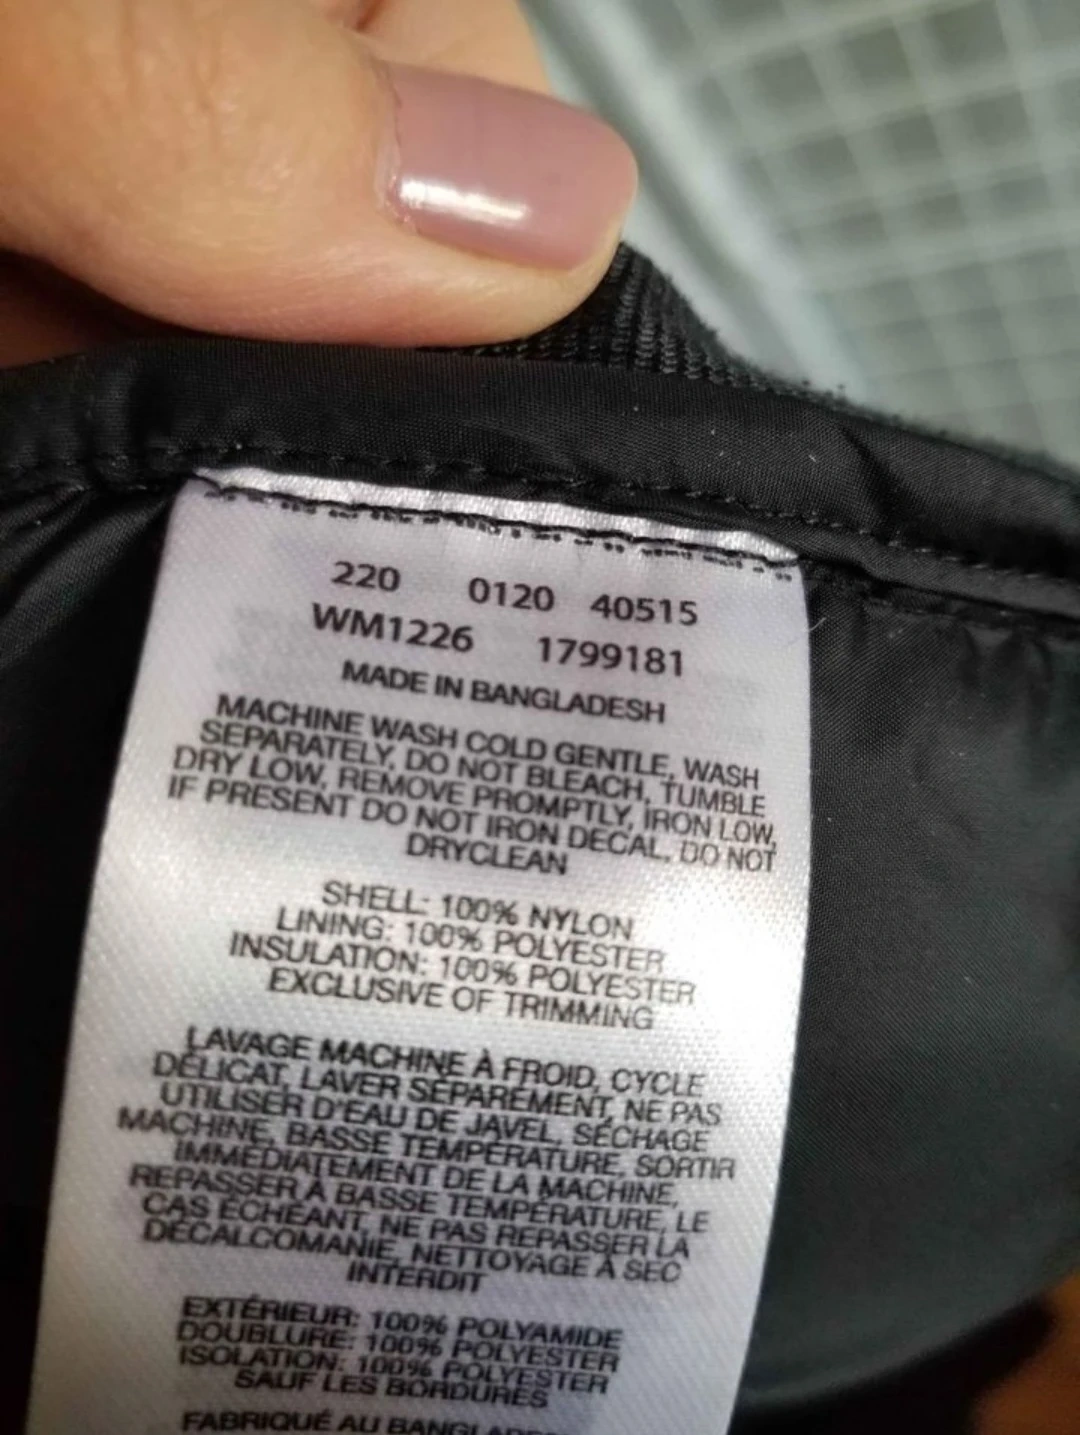 220 0120 40515
WM1226 1799181
MADE IN BANGLADESH
MACHINE WASH COLD GENTLE, WASH
SEPARATELY, DO NOT BLEACH, TUMBLE
DRY LOW, REMOVE PROMPTLY, IRON LOW,
IF PRESENT DO NOT IRON DECAL, DO NOT
DRYCLEAN
SHELL: 100% NYLON
LINING: 100% POLYESTER
INSULATION: 100% POLYESTER
EXCLUSIVE OF TRIMMING
LAVAGE MACHINE À FROID, CYCLE
DÉLICAT, LAVER SÉPARÉMENT, NE PAS
UTILISER D'EAU DE JAVEL, SÉCHAGE
MACHINE, BASSE TEMPÉRATURE, SORTIR
IMMÉDIATEMENT DE LA MACHINE,
REPASSER À BASSE TEMPÉRATURE, LE
CAS ÉCHÉANT, NE PAS REPASSER LA
DÉCALCOMANIE, NETTOYAGE À SEC
INTERDIT
EXTÉRIEUR: 100% POLYAMIDE
DOUBLURE: 100% POLYESTER
ISOLATION: 100% POLYESTER
SAUF LES BORDURES
FABRIQUÉ AU BANGLADESH